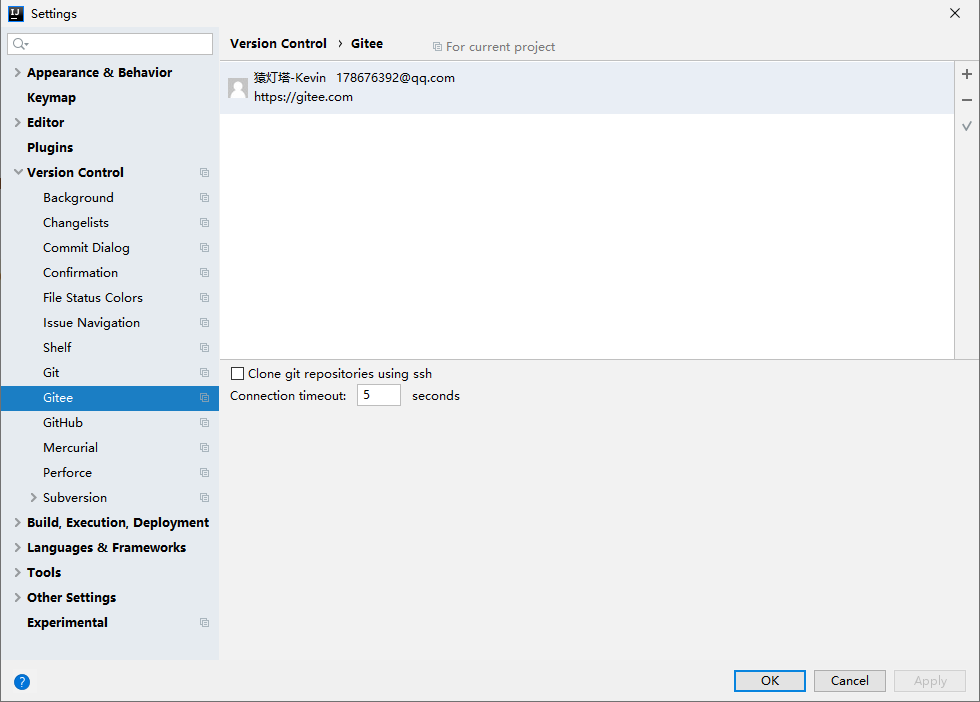 Settings
Version Control › Gitee
For current project
Appearance & Behavior
Keymap
Editor
Plugins
Version Control
Background
Changelists
Commit Dialog
Confirmation
File Status Colors
Issue Navigation
Shelf
Git
Gitee
GitHub
Mercurial
Perforce
Subversion
Build, Execution, Deployment
Languages & Frameworks
Tools
Other Settings
Experimental
猿灯塔-Kevin 178676392@qq.com
https://gitee.com
Clone git repositories using ssh
Connection timeout: 5 seconds
?
OK Cancel Apply